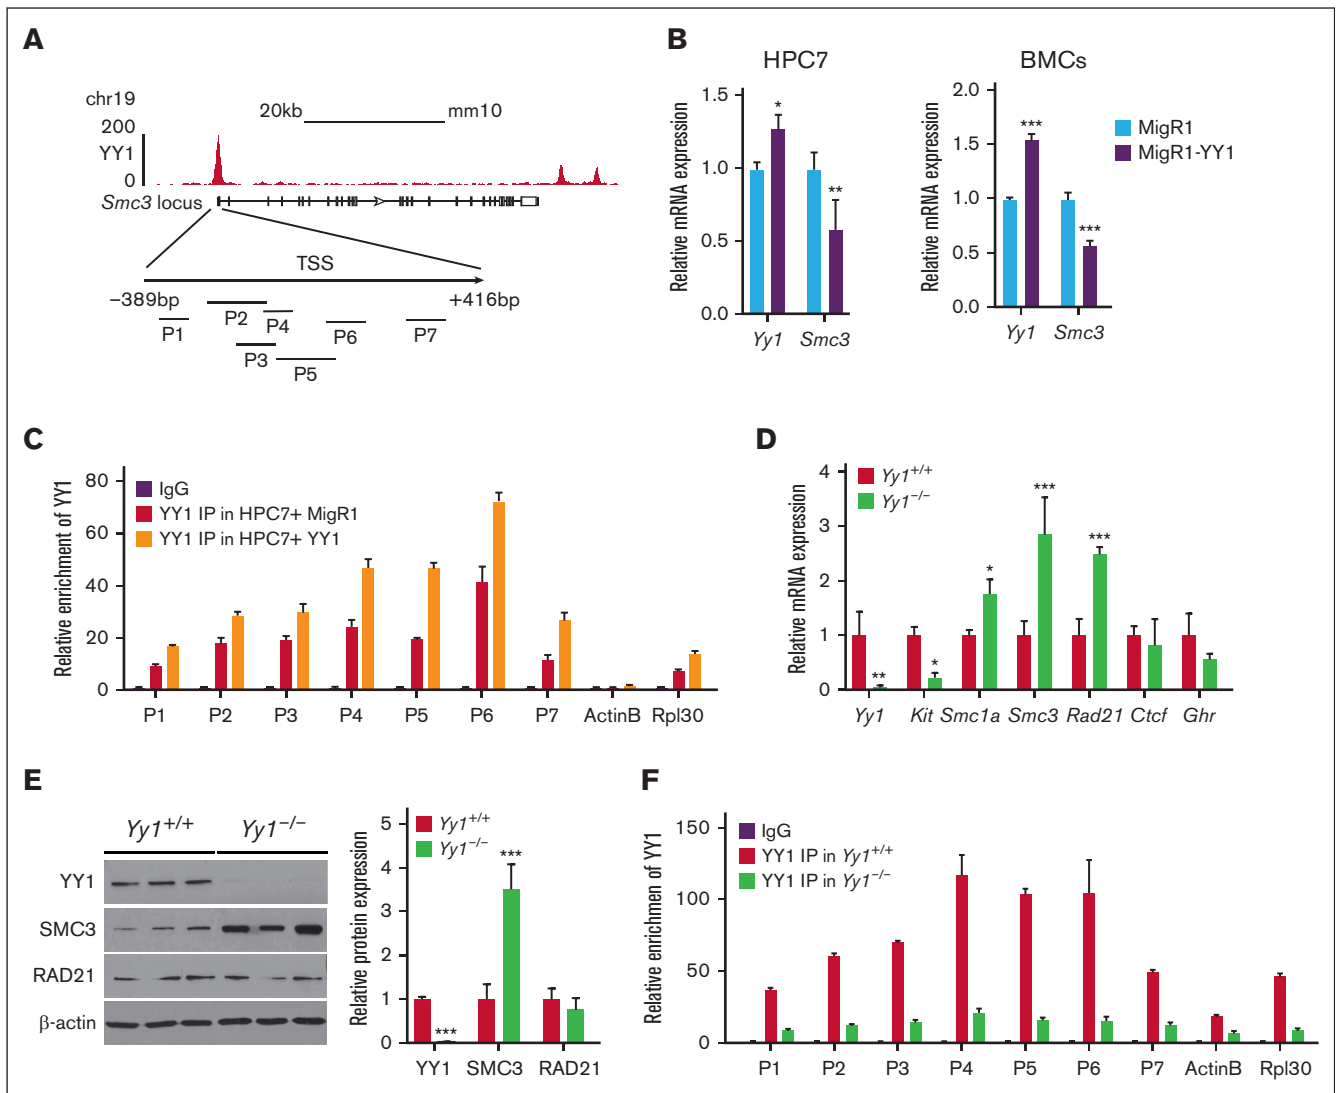 A
chr19
200
YY1
0
20kb
mm10
Smc3 locus
TSS
−389bp
+416bp
P1
P2
P4
P3
P5
P6
P7
B
HPC7
Relative mRNA expression
1.5
1.0
0.5
0.0
*
**
Yy1 Smc3
BMCs
Relative mRNA expression
2.0
1.5
1.0
0.5
0.0
***
***
Yy1 Smc3
MigR1
MigR1-YY1
C
Relative enrichment of YY1
80
60
40
20
0
IgG
YY1 IP in HPC7+ MigR1
YY1 IP in HPC7+ YY1
P1 P2 P3 P4 P5 P6 P7 ActinB Rpl30
D
Relative mRNA expression
4
3
2
1
0
Yy1+/+
Yy1−/−
**
*
*
***
***
Yy1 Kit Smc1a Smc3 Rad21 Ctcf Ghr
E
Yy1+/+ Yy1−/−
YY1
SMC3
RAD21
β-actin
Relative protein expression
5
4
3
2
1
0
Yy1+/+
Yy1−/−
***
***
YY1 SMC3 RAD21
F
Relative enrichmen of YY1
150
100
50
0
IgG
YY1 IP in Yy1+/+
YY1 IP in Yy1−/−
P1 P2 P3 P4 P5 P6 P7 ActinB Rpl30